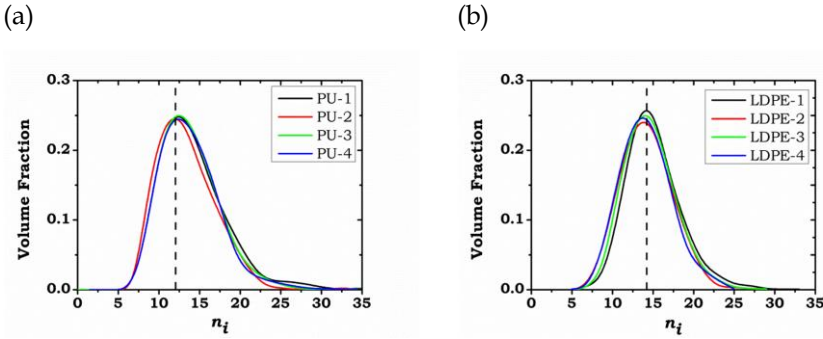 (a)
(b)
0.3
0.2
0.1
0.0
Volume Fraction
PU-1
PU-2
PU-3
PU-4
0 5 10 15 20 25 30 35
n_i
0.3
0.2
0.1
0.0
Volume Fraction
LDPE-1
LDPE-2
LDPE-3
LDPE-4
0 5 10 15 20 25 30 35
n_i